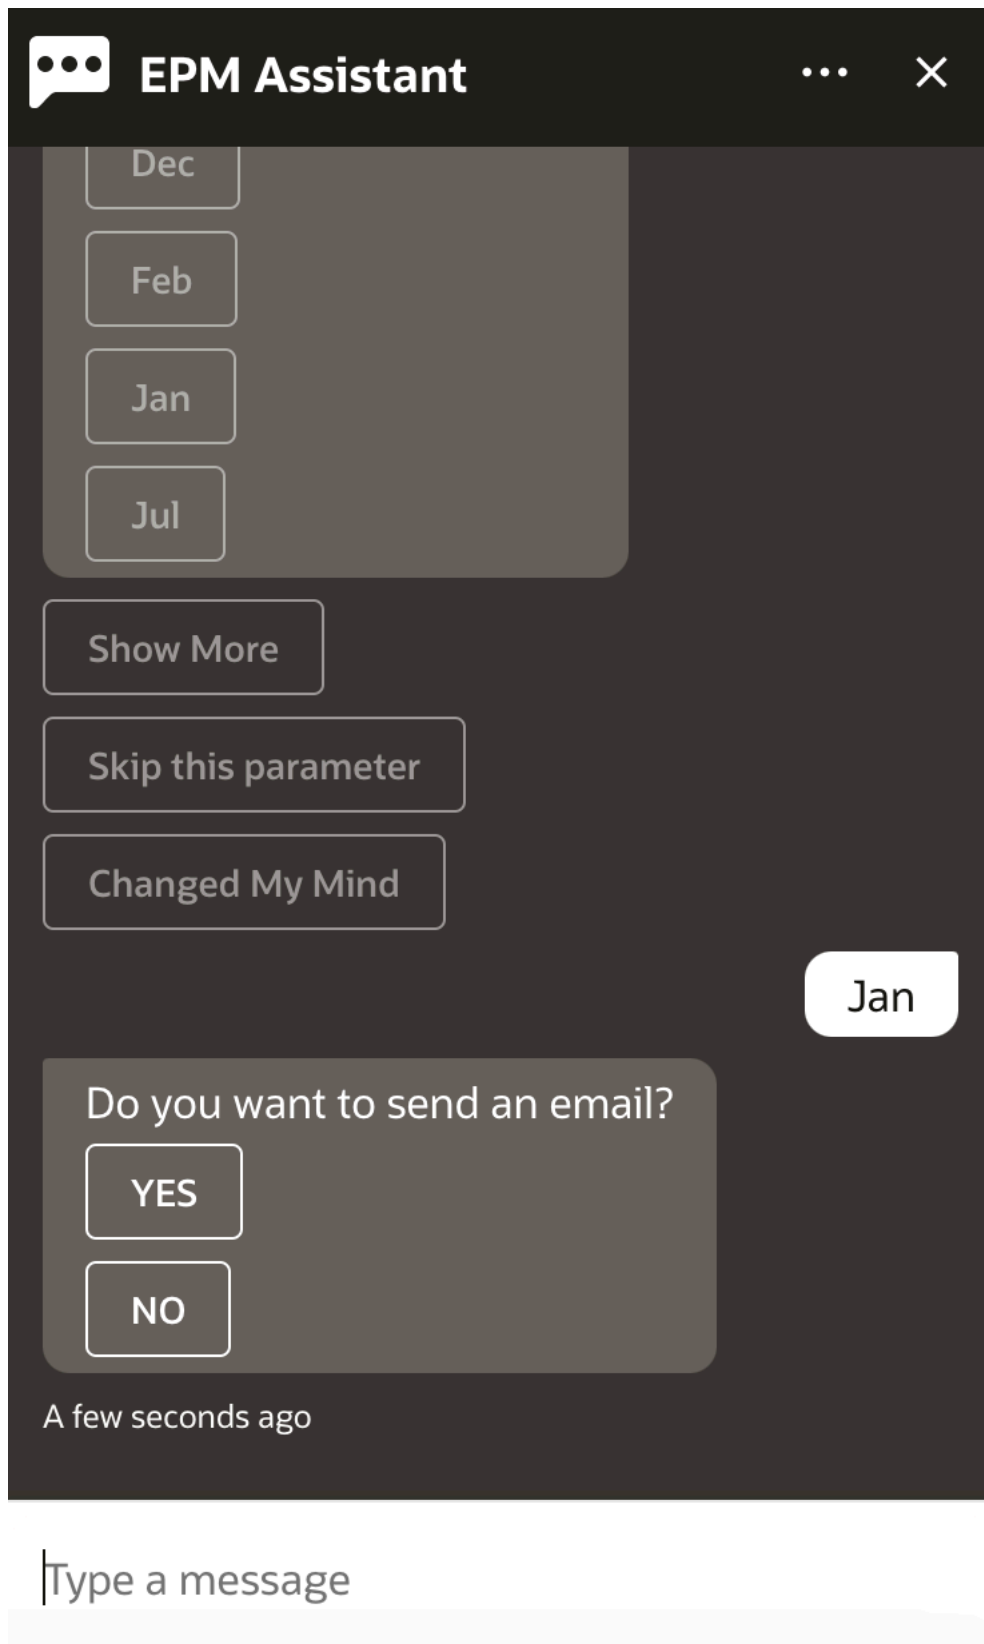 EPM Assistant
Dec
Feb
Jan
Jul
Show More
Skip this parameter
Changed My Mind
Jan
Do you want to send an email?
YES
NO
A few seconds ago
Type a message